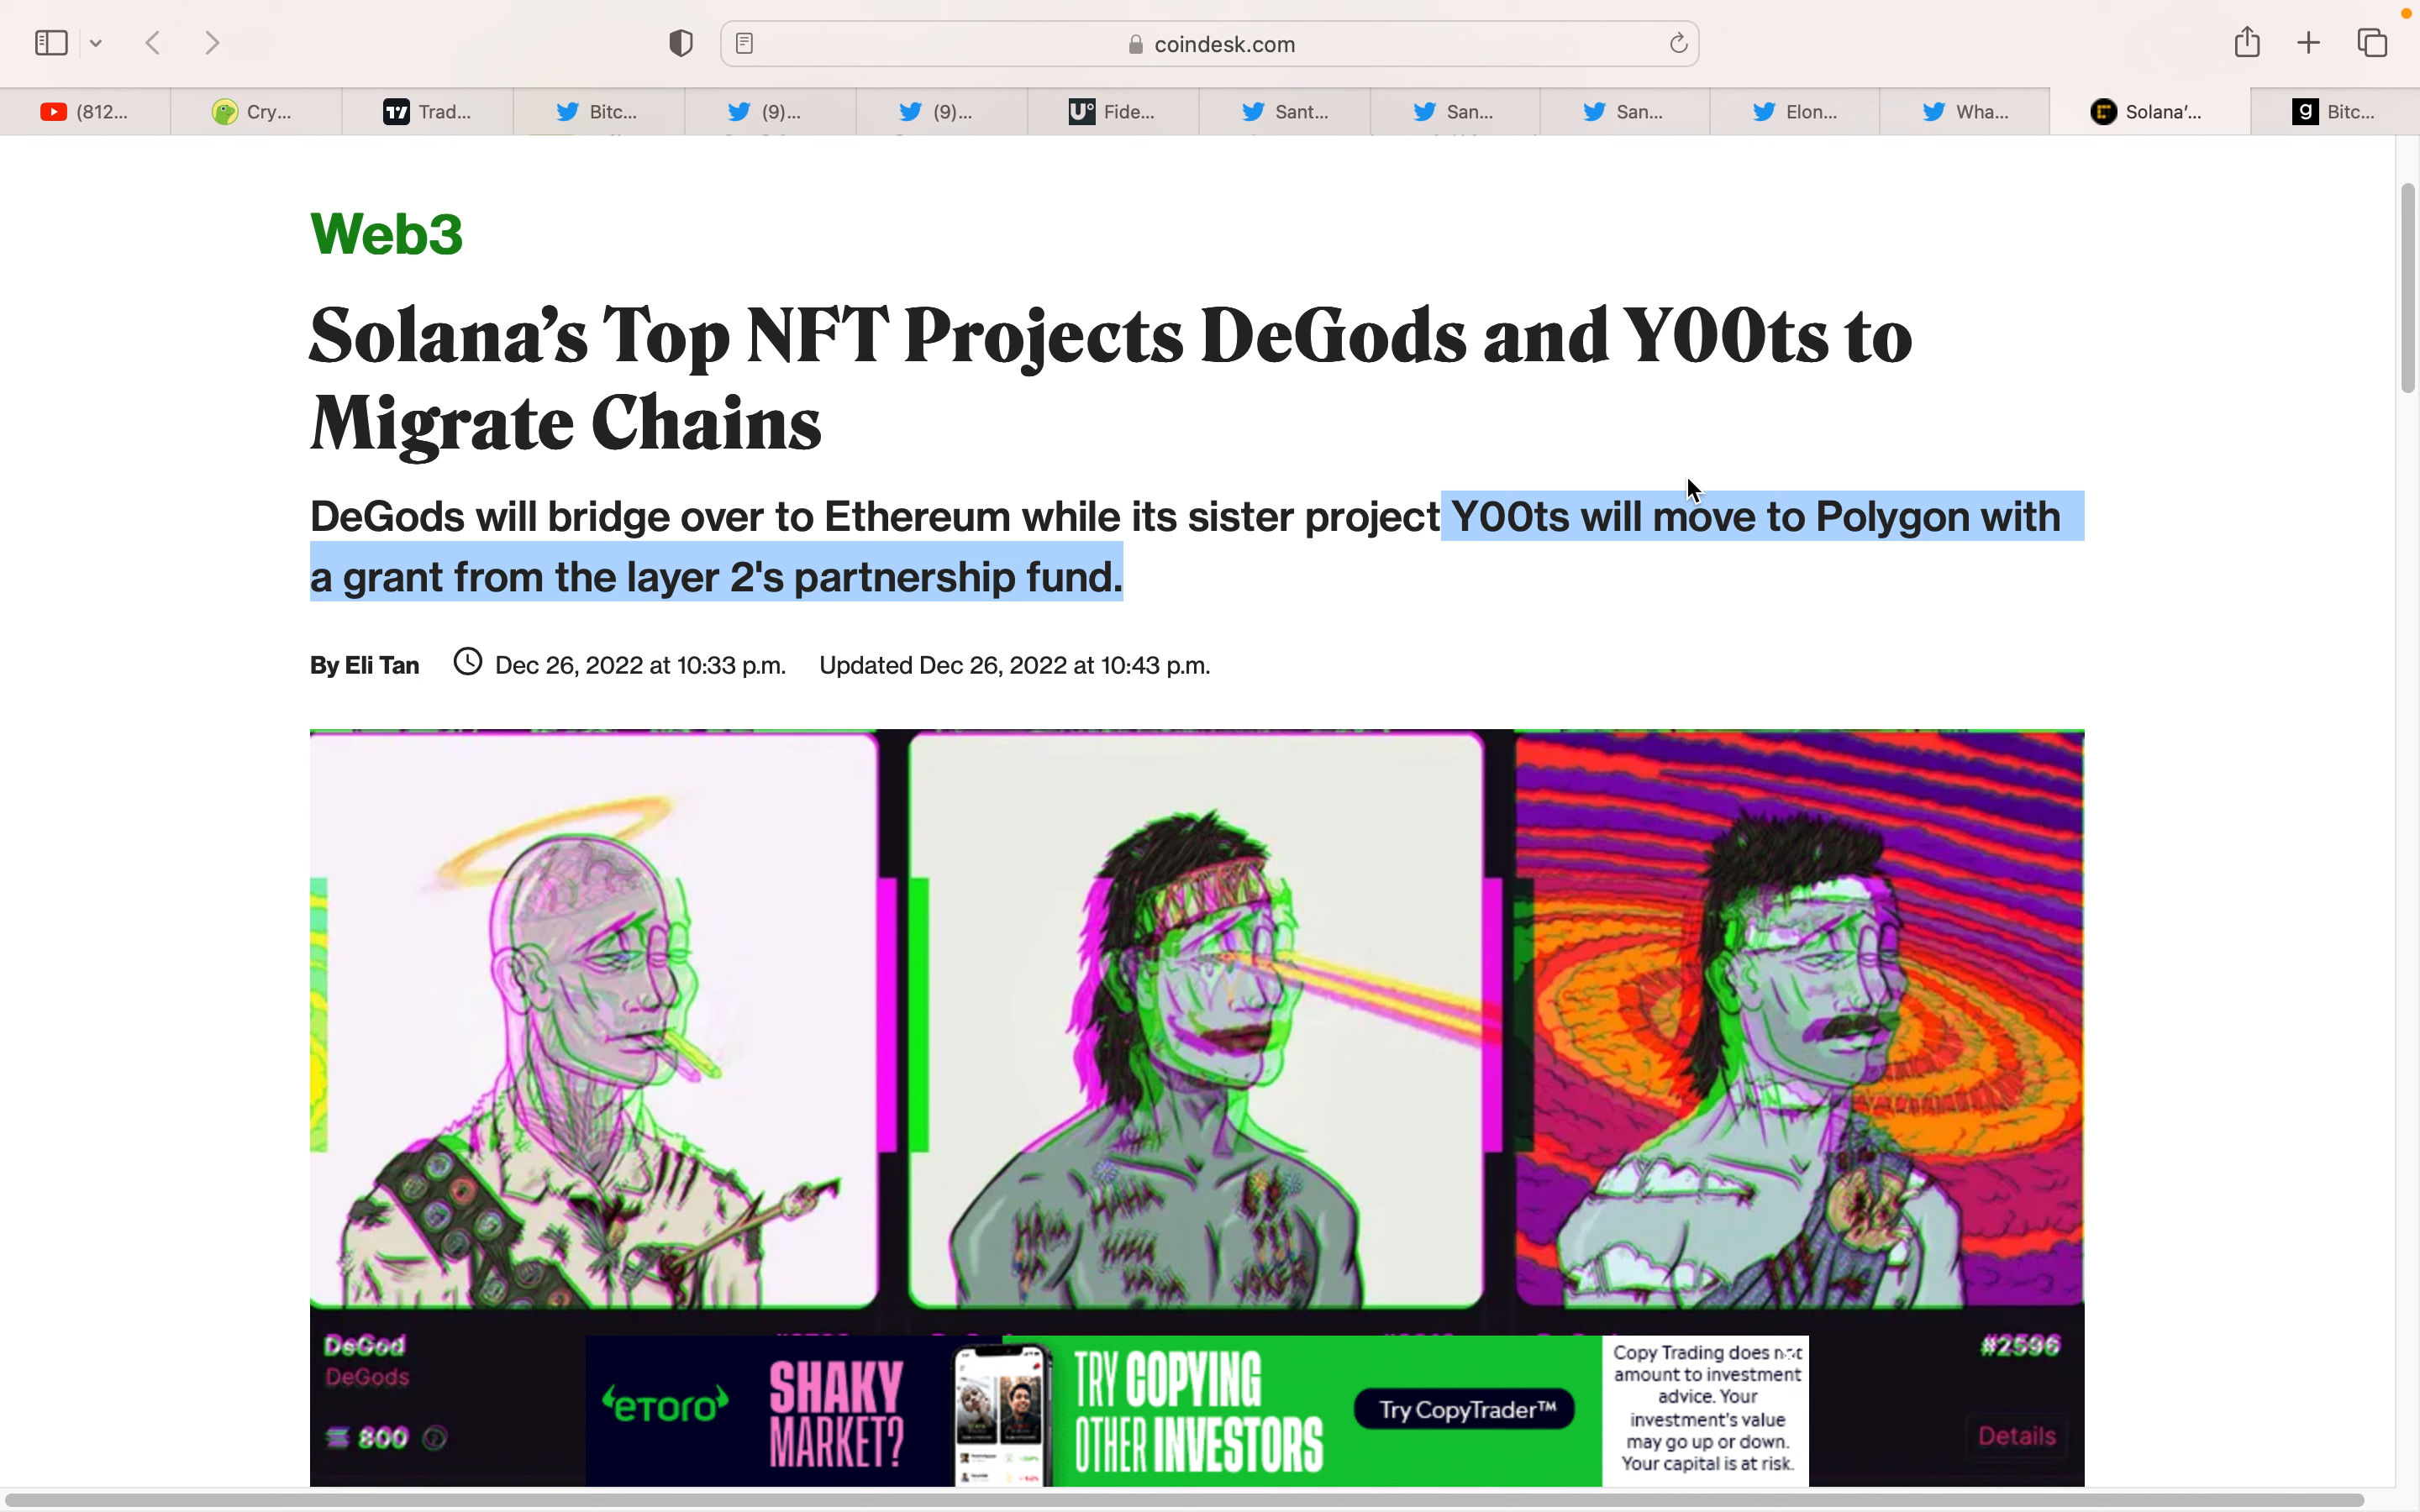 coindesk.com
(812...
Cry...
Trad...
Bitc...
(9)...
(9)...
Fide...
Sant...
San...
San...
Elon...
Wha...
Solana'...
Bitc...
Web3
Solana’s Top NFT Projects DeGods and Y00ts to
Migrate Chains
DeGods will bridge over to Ethereum while its sister project Y00ts will move to Polygon with
a grant from the layer 2's partnership fund.
By Eli Tan Dec 26, 2022 at 10:33 p.m. Updated Dec 26, 2022 at 10:43 p.m.
DeGod
DeGods
800
#2596
Details
eToro
SHAKY
MARKET?
TRY COPYING
OTHER INVESTORS
Try CopyTrader™
Copy Trading does not
amount to investment
advice. Your
investment's value
may go up or down.
Your capital is at risk.